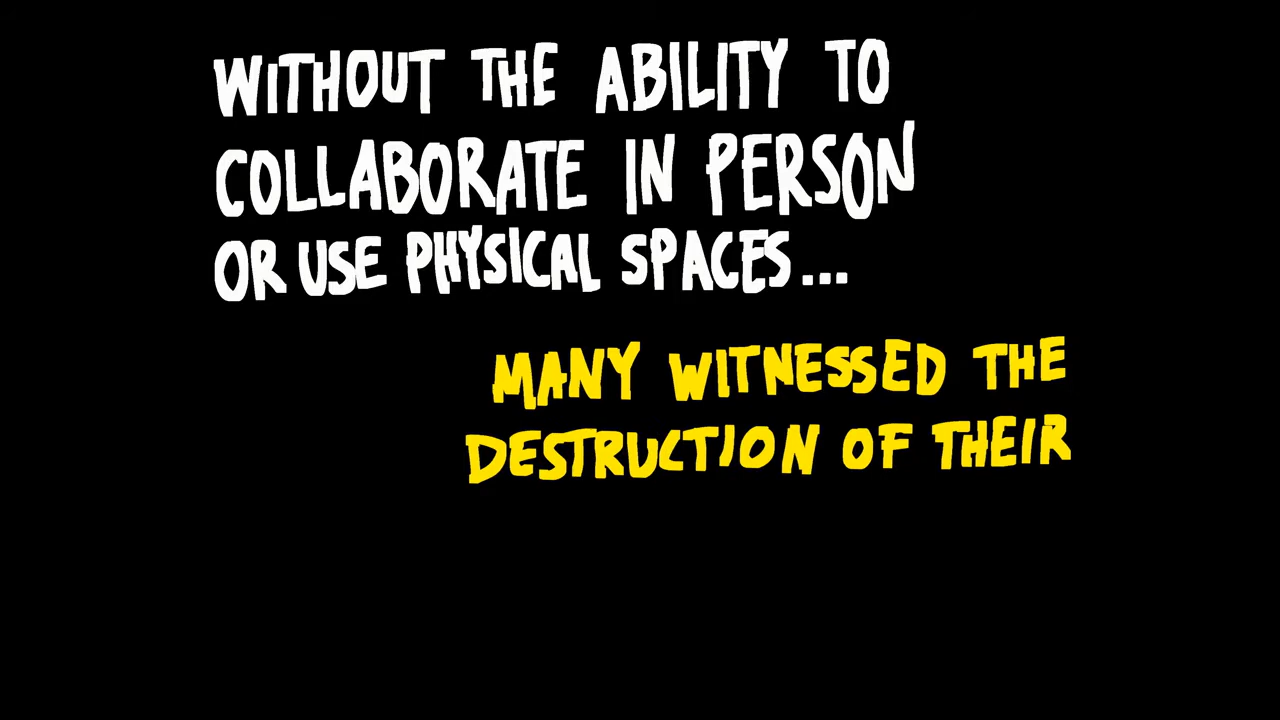 WITHOUT THE ABILITY TO
COLLABORATE IN PERSON
OR USE PHYSICAL SPACES...
MANY WITNESSED THE
DESTRUCTION OF THEIR